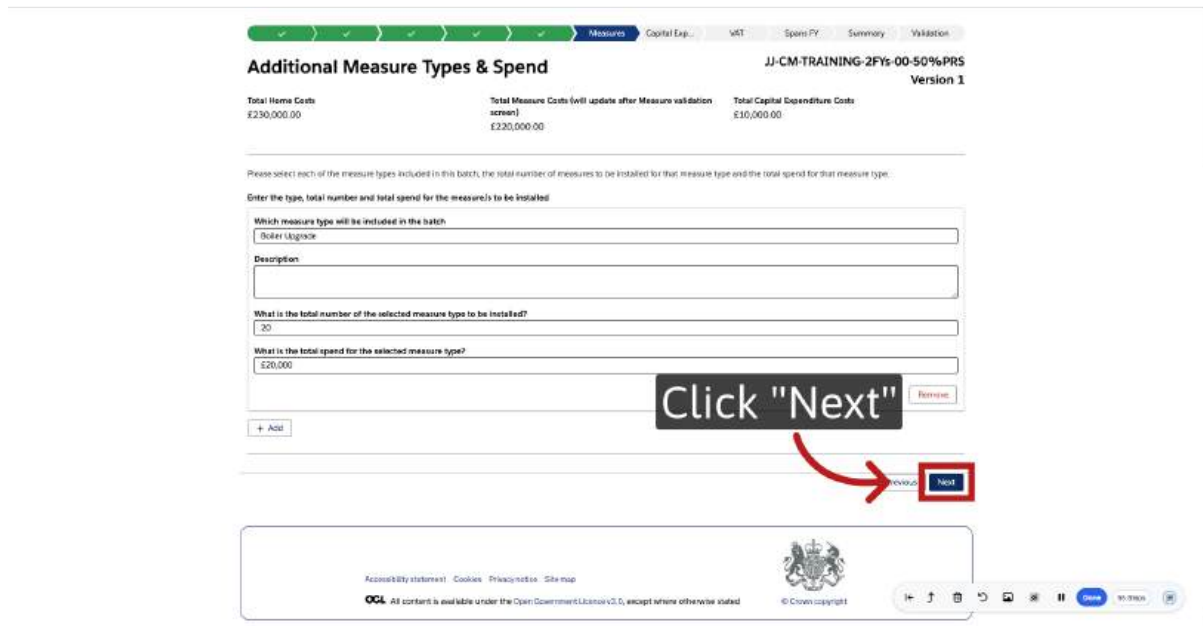 Measures Capital Exp... VAT Spans FY Summary Validation
Additional Measure Types & Spend
JJ-CM-TRAINING-2FYs-00-50%PRS
Version 1
Total Home Costs
£230,000.00
Total Measure Costs (will update after Measure validation
screen)
£220,000.00
Total Capital Expenditure Costs
£10,000.00
Please select each of the measure types included in this batch, the total number of measures to be installed for that measure type and the total spend for that measure type.
Enter the type, total number and total spend for the measure/s to be installed
Which measure type will be included in the batch
Boiler Upgrade
Description
What is the total number of the selected measure type to be installed?
20
What is the total spend for the selected measure type?
£20,000
Click "Next"
Remove
+ Add
Next
Accessibility statement Cookies Privacy notice Site map
OGL All content is available under the Open Government Licence v3.0, except where otherwise stated
© Crown copyright
Done